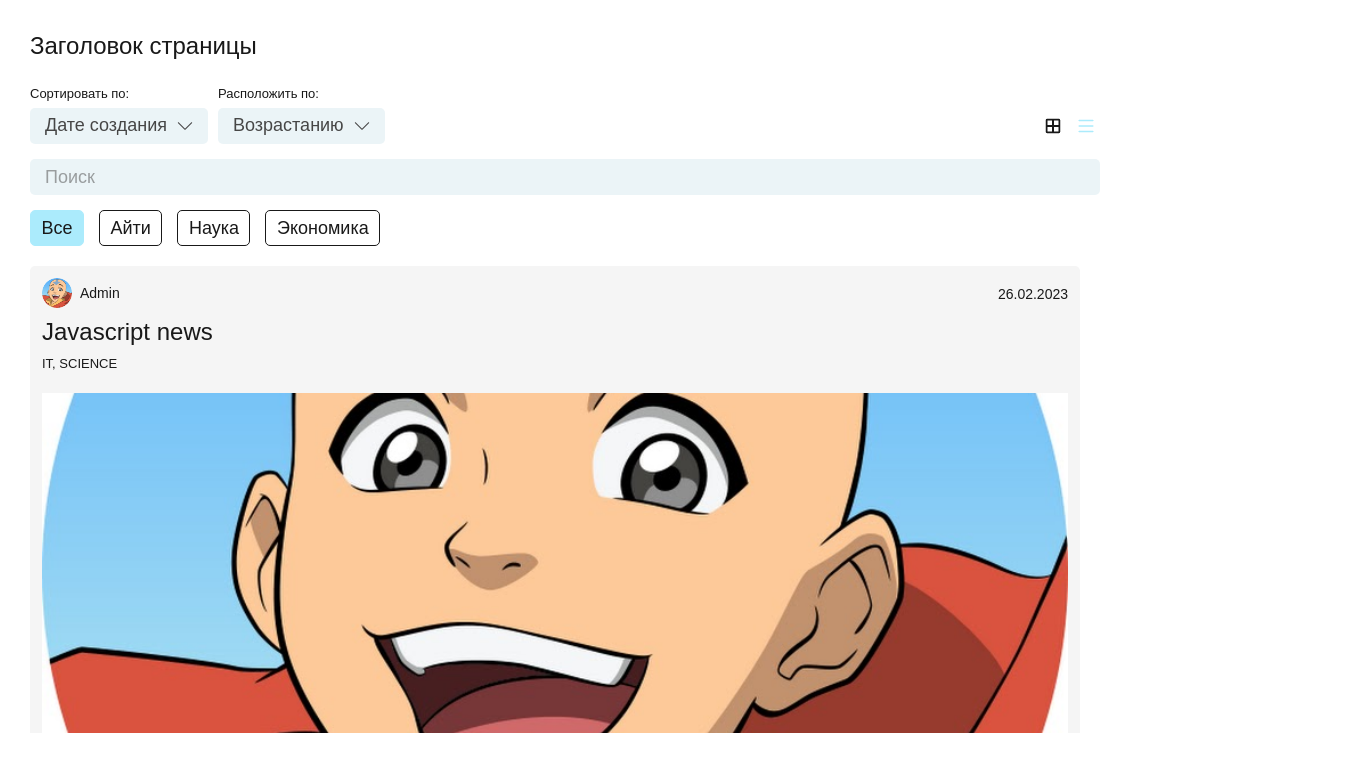 Заголовок страницы
Сортировать по: Расположить по:
Дате создания Возрастанию
Поиск
Все Айти Наука Экономика
Admin 26.02.2023
Javascript news
IT, SCIENCE